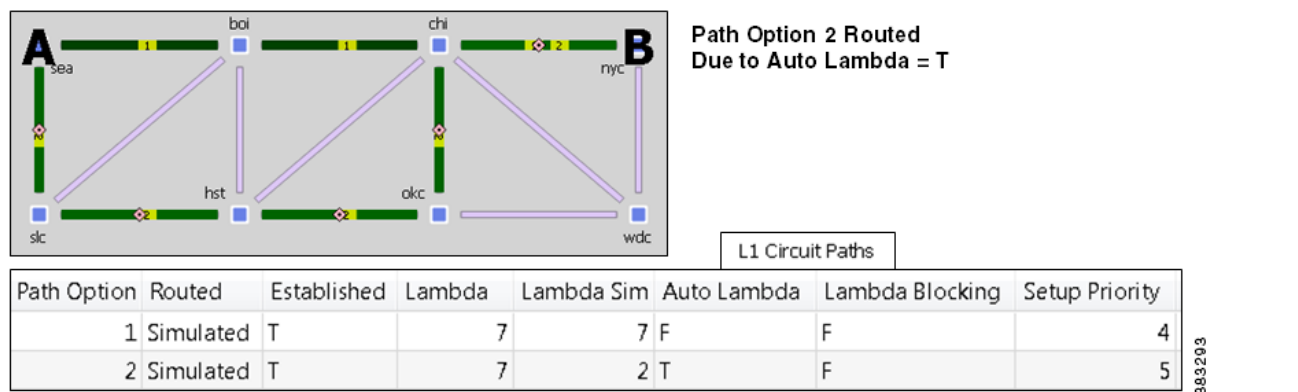 boi
chi
A
1
1
2
B
sea
nyc
2
2
hst
okc
2
2
slc
wdc
Path Option 2 Routed
Due to Auto Lambda = T
L1 Circuit Paths
Path Option Routed Established Lambda Lambda Sim Auto Lambda Lambda Blocking Setup Priority
1 Simulated T 7 7 F F 4
2 Simulated T 7 2 T F 5
383293